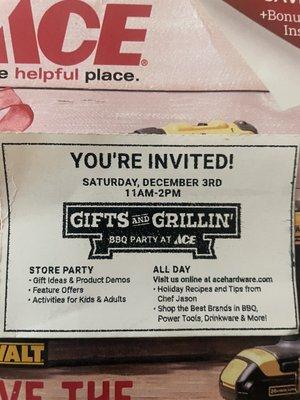 SA
+Bonus
Ins
ACE®
e helpful place.
YOU'RE INVITED!
SATURDAY, DECEMBER 3RD
11AM-2PM
GIFTS AND GRILLIN'
BBQ PARTY AT ACE
STORE PARTY
• Gift Ideas & Product Demos
• Feature Offers
• Activities for Kids & Adults
ALL DAY
Visit us online at acehardware.com
• Holiday Recipes and Tips from
Chef Jason
• Shop the Best Brands in BBQ,
Power Tools, Drinkware & More!
WALT
VE THE